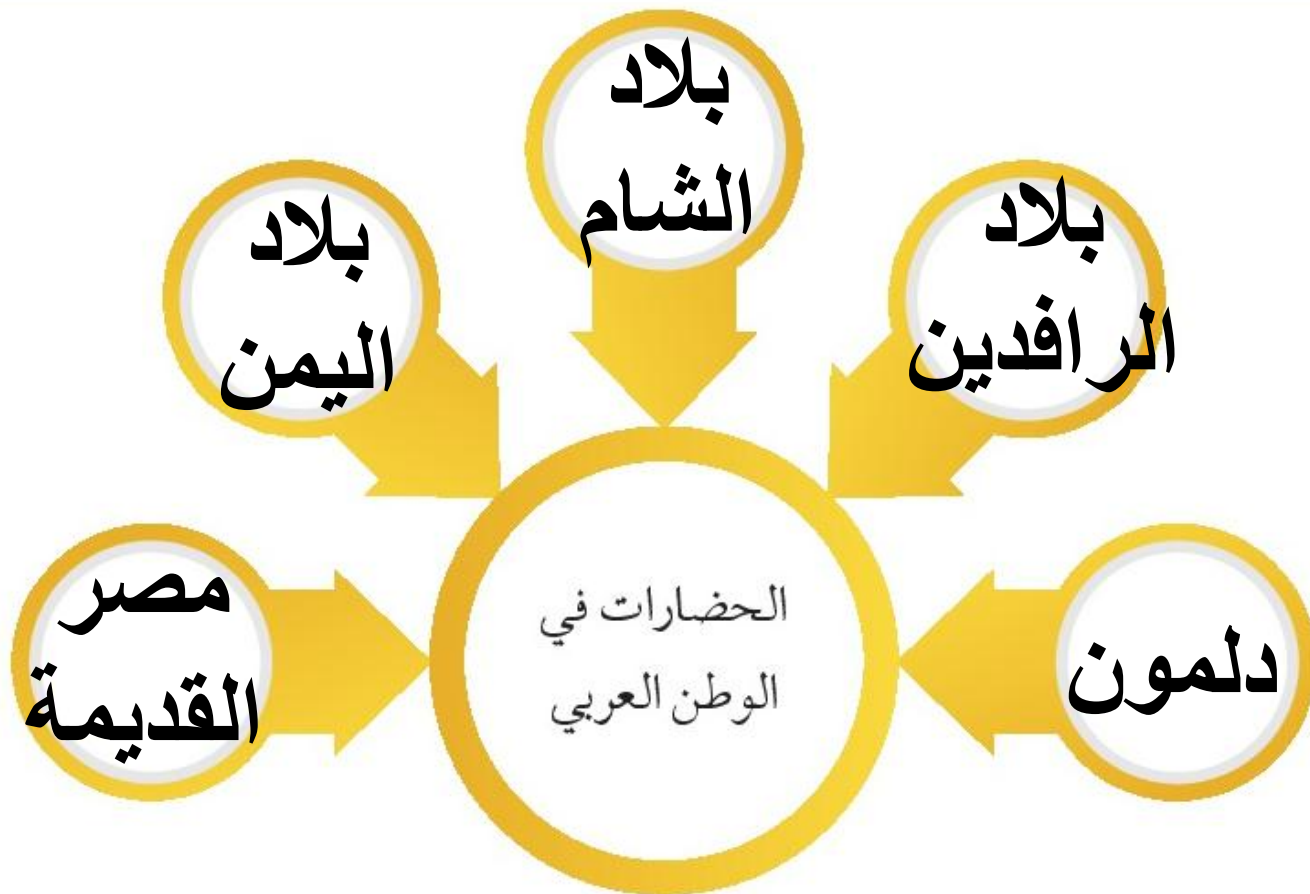 بلاد
الشام
بلاد
الرافدين
بلاد
اليمن
دلمون
مصر
القديمة
الحضارات في
الوطن العربي